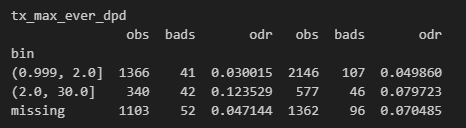 tx_max_ever_dpd
obs bads odr obs bads odr
bin
(0.999, 2.0] 1366 41 0.030015 2146 107 0.049860
(2.0, 30.0] 340 42 0.123529 577 46 0.079723
missing 1103 52 0.047144 1362 96 0.070485